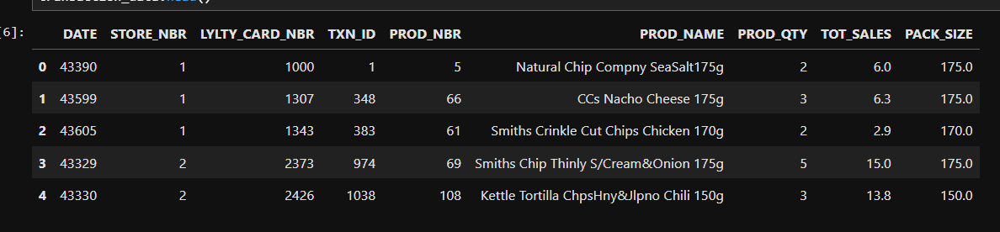 [6]:
DATE STORE_NBR LYLTY_CARD_NBR TXN_ID PROD_NBR PROD_NAME PROD_QTY TOT_SALES PACK_SIZE
0 43390 1 1000 1 5 Natural Chip Compny SeaSalt175g 2 6.0 175.0
1 43599 1 1307 348 66 CCs Nacho Cheese 175g 3 6.3 175.0
2 43605 1 1343 383 61 Smiths Crinkle Cut Chips Chicken 170g 2 2.9 170.0
3 43329 2 2373 974 69 Smiths Chip Thinly S/Cream&Onion 175g 5 15.0 175.0
4 43330 2 2426 1038 108 Kettle Tortilla ChpsHny&Jlpno Chili 150g 3 13.8 150.0